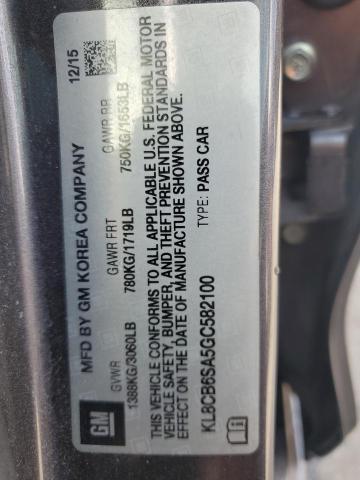 MFD BY GM KOREA COMPANY 12/15
GVWR GAWR FRT GAWR RR
1388KG/3060LB 780KG/1719LB 750KG/1653LB
THIS VEHICLE CONFORMS TO ALL APPLICABLE U.S. FEDERAL MOTOR
VEHICLE SAFETY, BUMPER, AND THEFT PREVENTION STANDARDS IN
EFFECT ON THE DATE OF MANUFACTURE SHOWN ABOVE.
TYPE: PASS CAR
KL8CB6SA5GC582100
GM